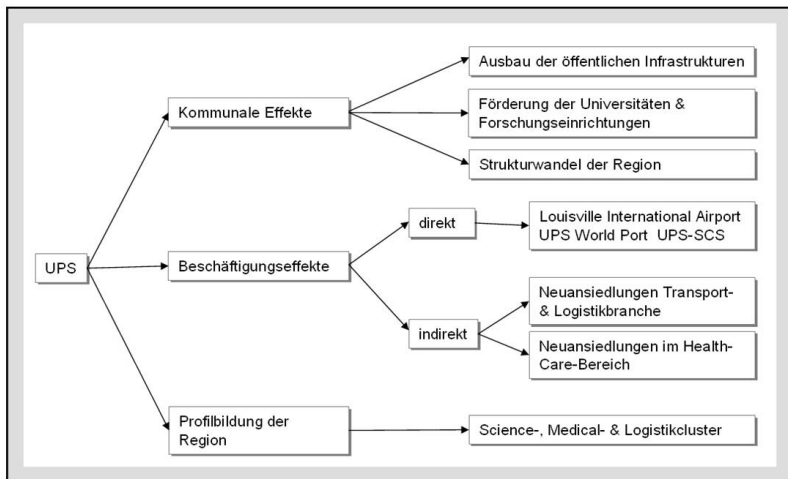 UPS
Kommunale Effekte
Ausbau der öffentlichen Infrastrukturen
Förderung der Universitäten &
Forschungseinrichtungen
Strukturwandel der Region
Beschäftigungseffekte
direkt
Louisville International Airport
UPS World Port UPS-SCS
indirekt
Neuansiedlungen Transport-
& Logistikbranche
Neuansiedlungen im Health-
Care-Bereich
Profilbildung der
Region
Science-, Medical- & Logistikcluster